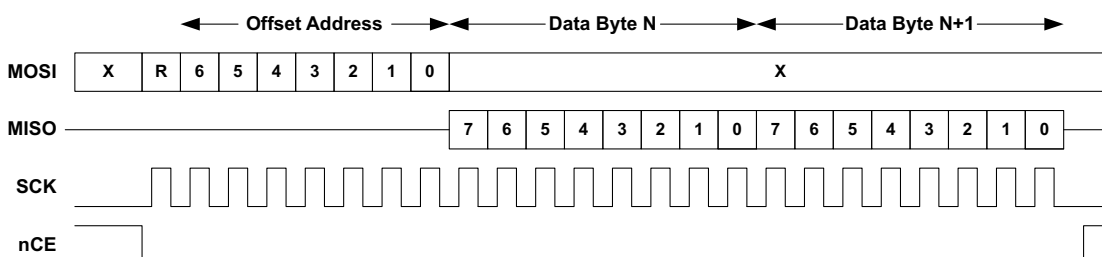 Offset Address Data Byte N Data Byte N+1
MOSI X R 6 5 4 3 2 1 0 X
MISO 7 6 5 4 3 2 1 0 7 6 5 4 3 2 1 0
SCK
nCE